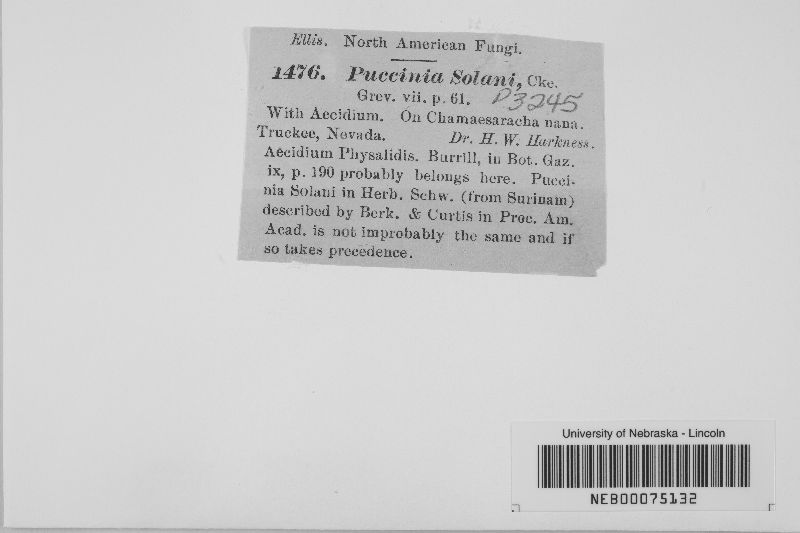 Ellis. North American Fungi.
1476. Puccinia Solani, Cke.
Grev. vii. p. 61. P3245
With Aecidium. On Chamaesaracha nana.
Truckee, Nevada. Dr. H. W. Harkness.
Aecidium Physalidis. Burrill, in Bot. Gaz.
ix, p. 190 probably belongs here. Pucci-
nia Solani in Herb. Schw. (from Surinam)
described by Berk. & Curtis in Proc. Am.
Acad. is not improbably the same and if
so takes precedence.
University of Nebraska - Lincoln
NEB00075132